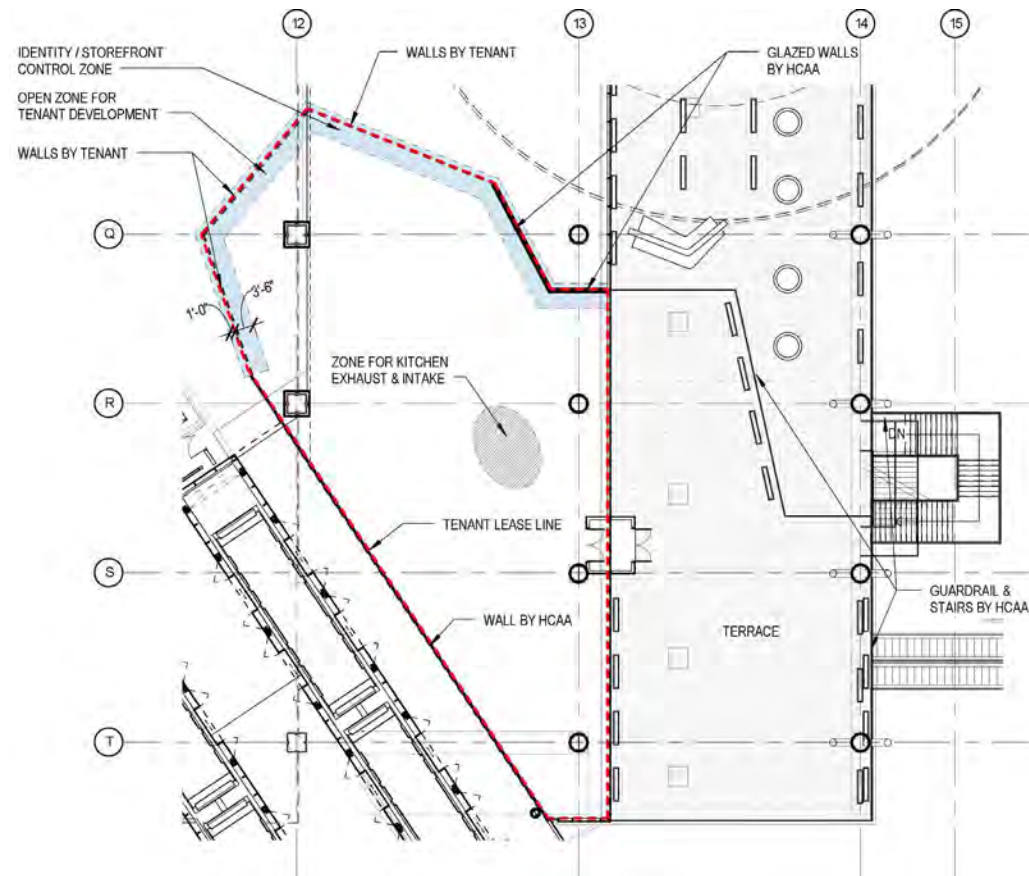 12
13
14
15
IDENTITY / STOREFRONT
CONTROL ZONE
WALLS BY TENANT
GLAZED WALLS
BY HCAA
OPEN ZONE FOR
TENANT DEVELOPMENT
WALLS BY TENANT
Q
1'-0"
3'-6"
ZONE FOR KITCHEN
EXHAUST & INTAKE
R
DN
TENANT LEASE LINE
S
GUARDRAIL &
STAIRS BY HCAA
WALL BY HCAA
TERRACE
T